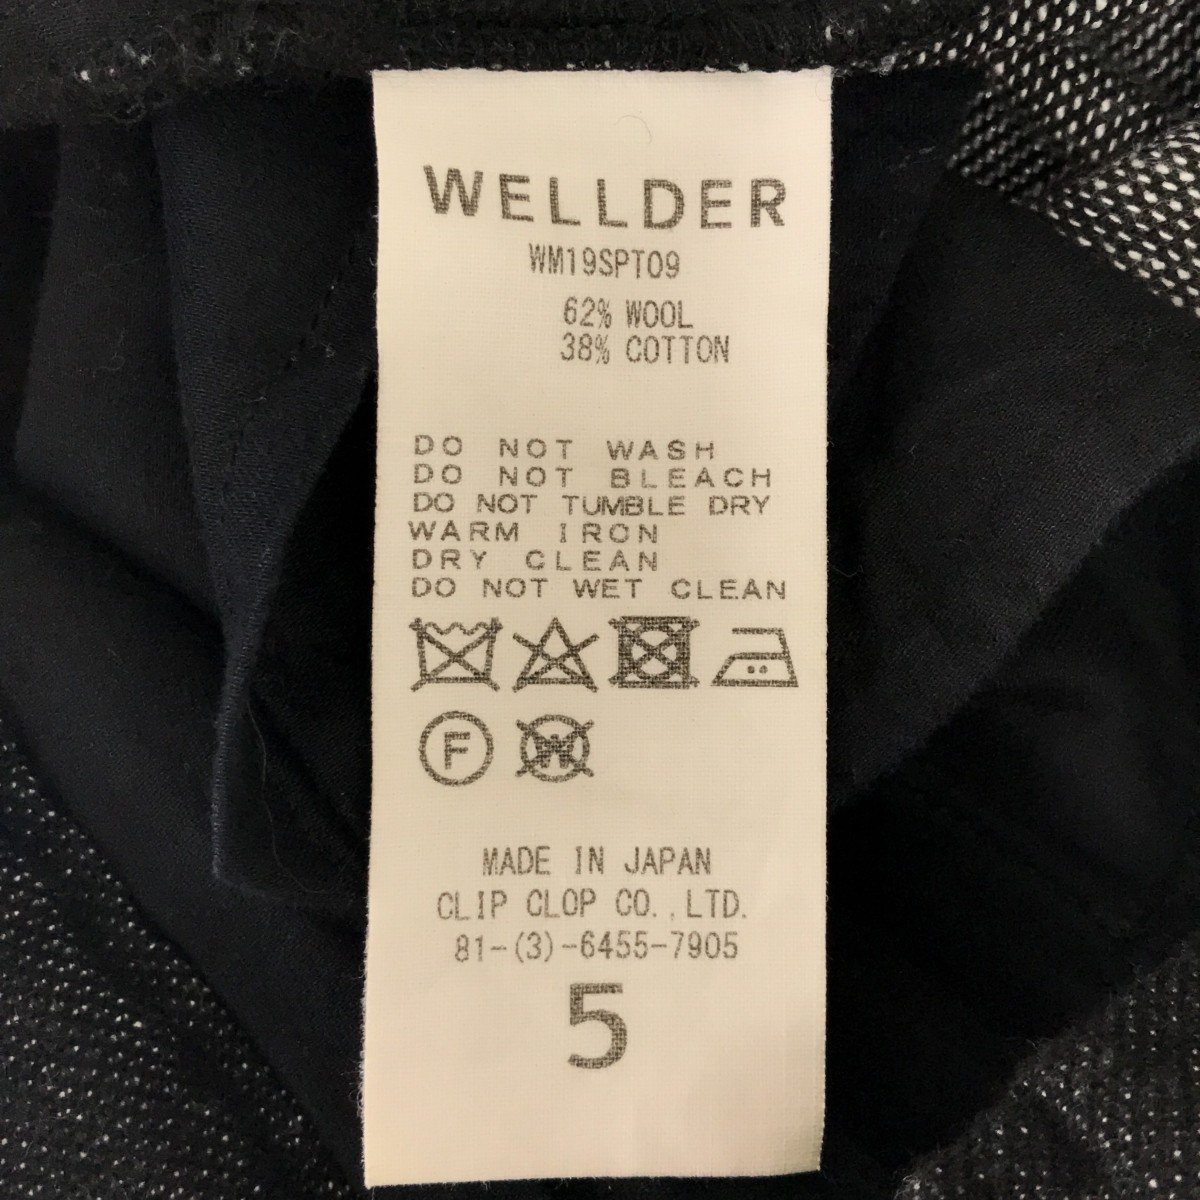 WELLDER
WM19SPT09
62% WOOL
38% COTTON
DO NOT WASH
DO NOT BLEACH
DO NOT TUMBLE DRY
WARM IRON
DRY CLEAN
DO NOT WET CLEAN
F W
MADE IN JAPAN
CLIP CLOP CO.,LTD.
81-(3)-6455-7905
5